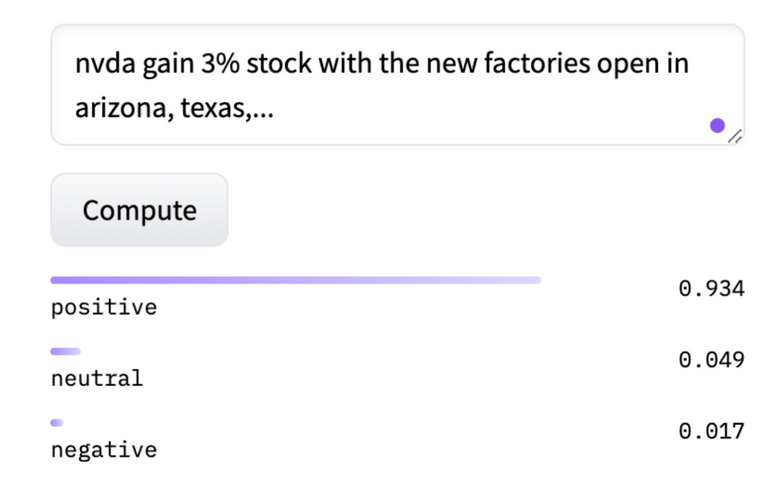 nvda gain 3% stock with the new factories open in
arizona, texas,...
Compute
positive 0.934
neutral 0.049
negative 0.017